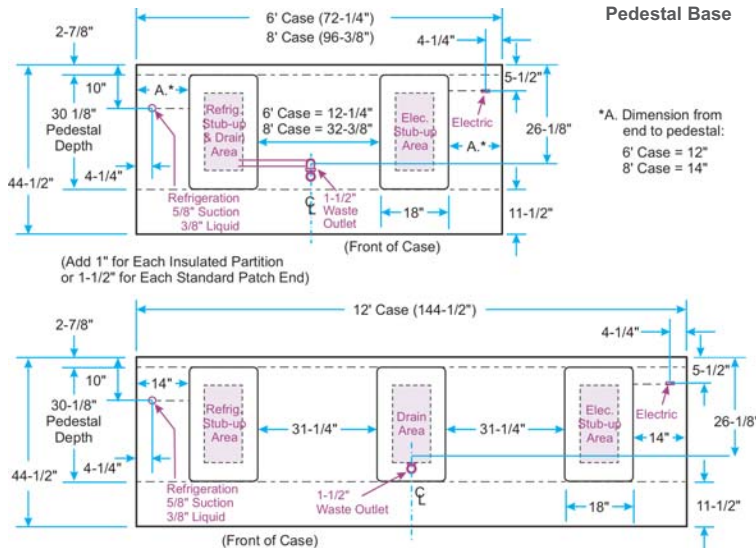 Pedestal Base
6' Case (72-1/4")
8' Case (96-3/8")
2-7/8"
4-1/4"
10"
A.*
5-1/2"
Refrig.
Stub-up
& Drain
Area
6' Case = 12-1/4"
8' Case = 32-3/8"
Elec.
Stub-up
Area
Electric
26-1/8"
*A. Dimension from
end to pedestal:
6' Case = 12"
8' Case = 14"
30 1/8"
Pedestal
Depth
A.*
4-1/4"
44-1/2"
Refrigeration
5/8" Suction
3/8" Liquid
1-1/2"
Waste
Outlet
CL
18"
11-1/2"
(Front of Case)
(Add 1" for Each Insulated Partition
or 1-1/2" for Each Standard Patch End)
12' Case (144-1/2")
2-7/8"
4-1/4"
10"
14"
5-1/2"
Refrig.
Stub-up
Area
31-1/4"
Drain
Area
31-1/4"
Elec.
Stub-up
Area
Electric
14"
26-1/8"
30-1/8"
Pedestal
Depth
4-1/4"
44-1/2"
Refrigeration
5/8" Suction
3/8" Liquid
1-1/2"
Waste Outlet
CL
18"
11-1/2"
(Front of Case)